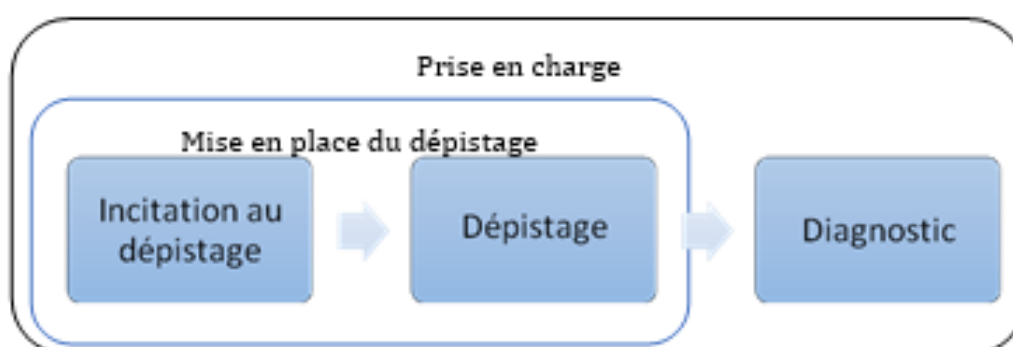 Prise en charge
Mise en place du dépistage
Incitation au
dépistage
Dépistage
Diagnostic